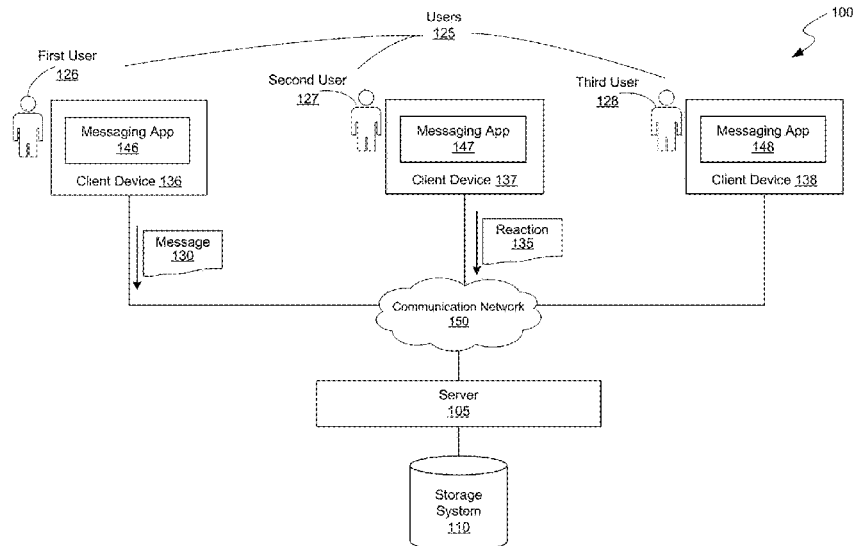 100
Users
125
First User
126
Second User
127
Third User
128
Messaging App
146
Client Device 136
Messaging App
147
Client Device 137
Messaging App
148
Client Device 138
Message
130
Reaction
135
Communication Network
150
Server
105
Storage
System
110